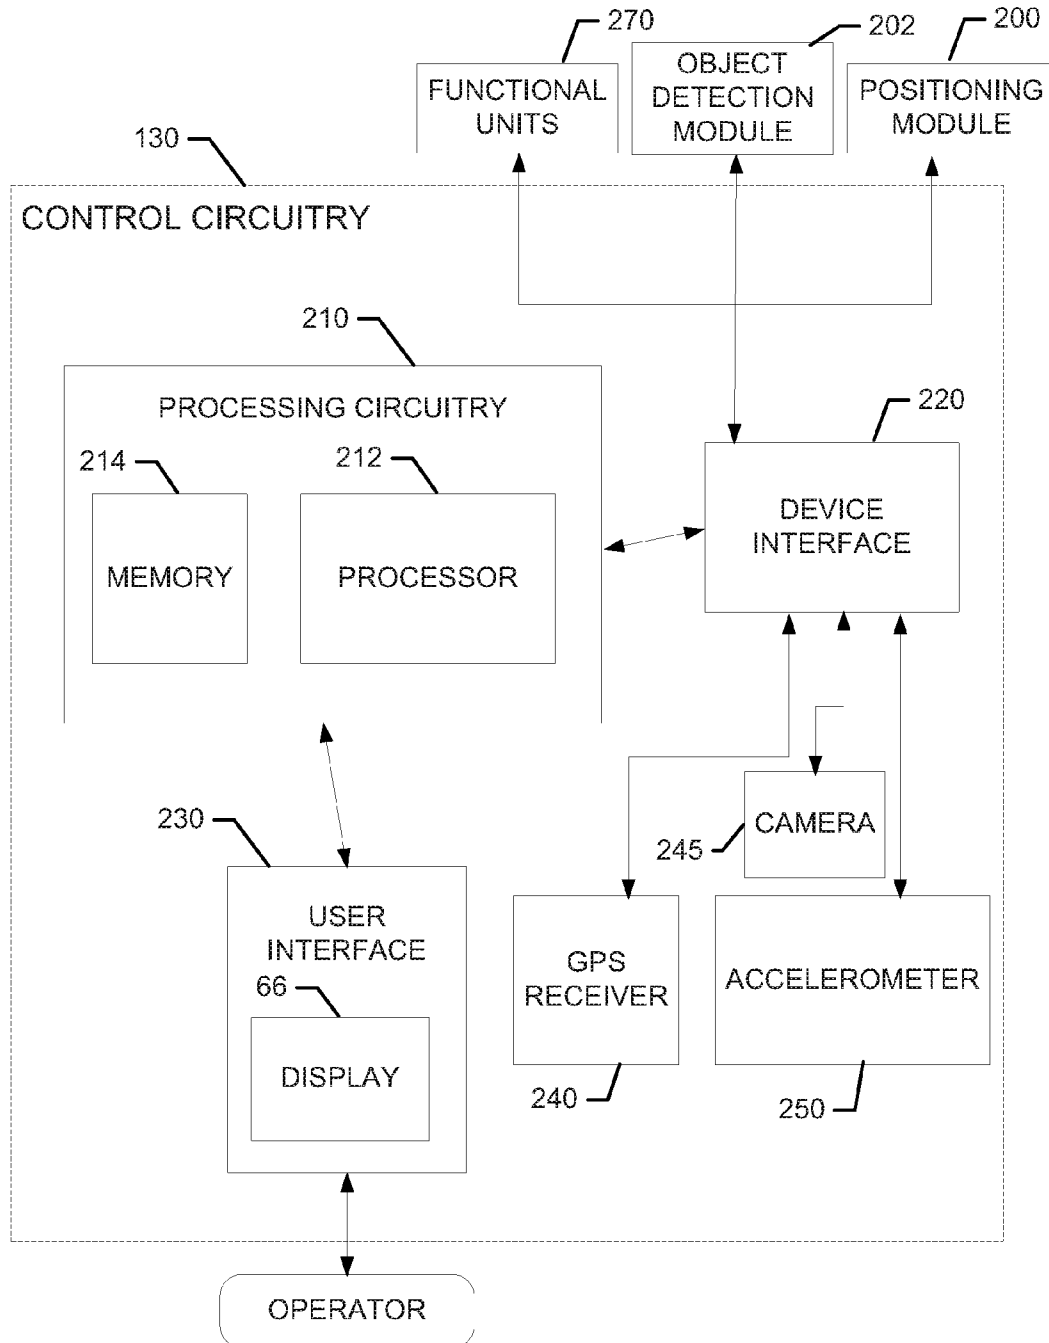 270
202
200
FUNCTIONAL
UNITS
OBJECT
DETECTION
MODULE
POSITIONING
MODULE
130
CONTROL CIRCUITRY
210
PROCESSING CIRCUITRY
220
214
212
MEMORY
PROCESSOR
DEVICE
INTERFACE
230
245
CAMERA
USER
INTERFACE
66
DISPLAY
GPS
RECEIVER
ACCELEROMETER
240
250
OPERATOR